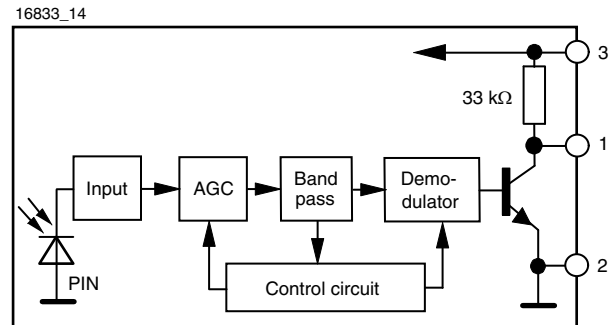 16833_14
3
33 kΩ
1
Input
AGC
Band
pass
Demo-
dulator
2
PIN
Control circuit